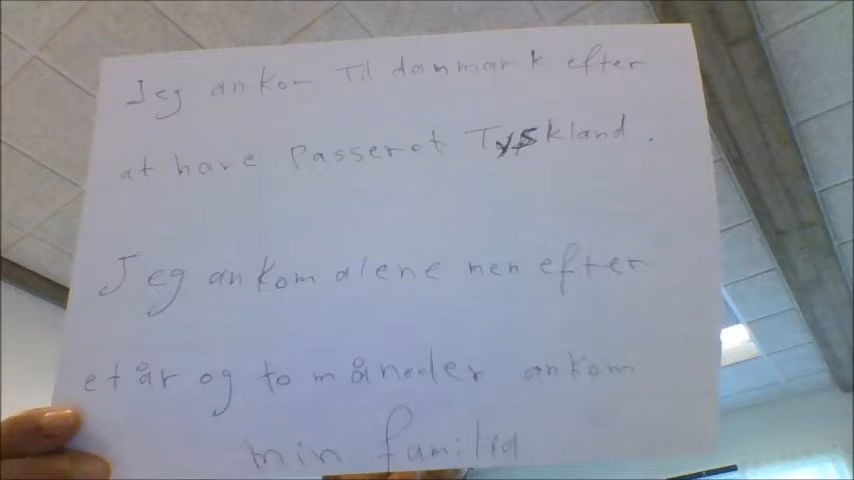 Jeg ankom Til danmark efter
at have Passeret Tyskland.
Jeg ankom alene men efter
et år og to måneder ankom
min familid